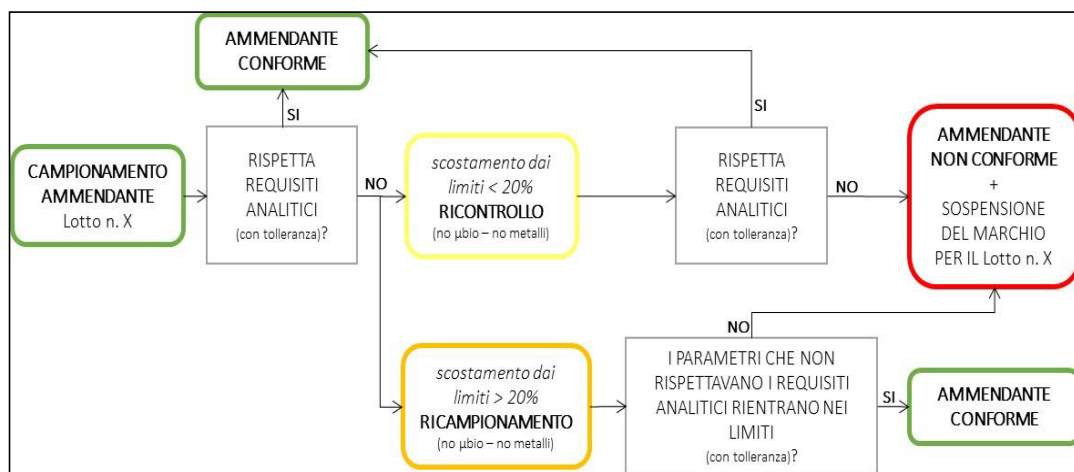 AMMENDANTE
CONFORME
SI
SI
CAMPIONAMENTO
AMMENDANTE
Lotto n. X
RISPETTA
REQUISITI
ANALITICI
(con tolleranza)?
NO
scostamento dai
limiti < 20%
RICONTROLLO
(no μbio – no metalli)
RISPETTA
REQUISITI
ANALITICI
(con tolleranza)?
NO
AMMENDANTE
NON CONFORME
+
SOSPENSIONE
DEL MARCHIO
PER IL Lotto n. X
scostamento dai
limiti > 20%
RICAMPIONAMENTO
(no μbio – no metalli)
NO
I PARAMETRI CHE NON
RISPETTAVANO I REQUISITI
ANALITICI RIENTRANO NEI
LIMITI
(con tolleranza)?
SI
AMMENDANTE
CONFORME